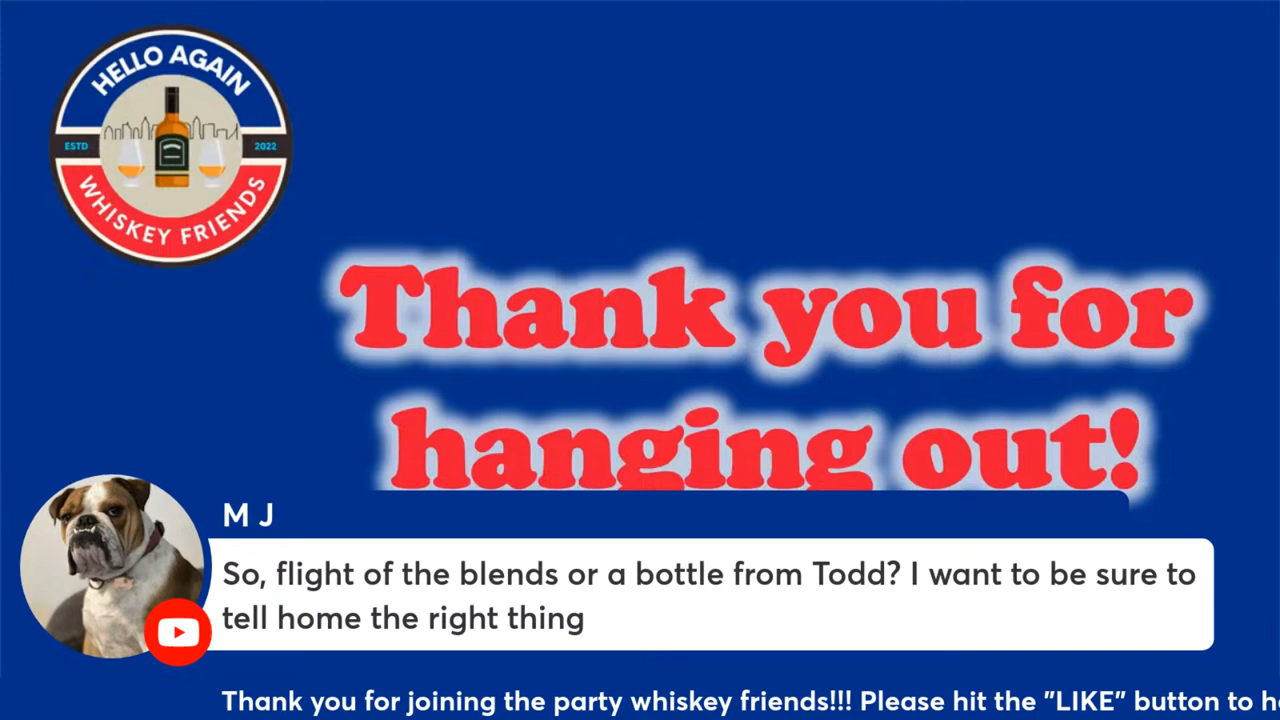 HELLO AGAIN
ESTD
2022
WHISKEY FRIENDS
Thank you for
hanging out!
M J
So, flight of the blends or a bottle from Todd? I want to be sure to
tell home the right thing
Thank you for joining the party whiskey friends!!! Please hit the "LIKE" button to h